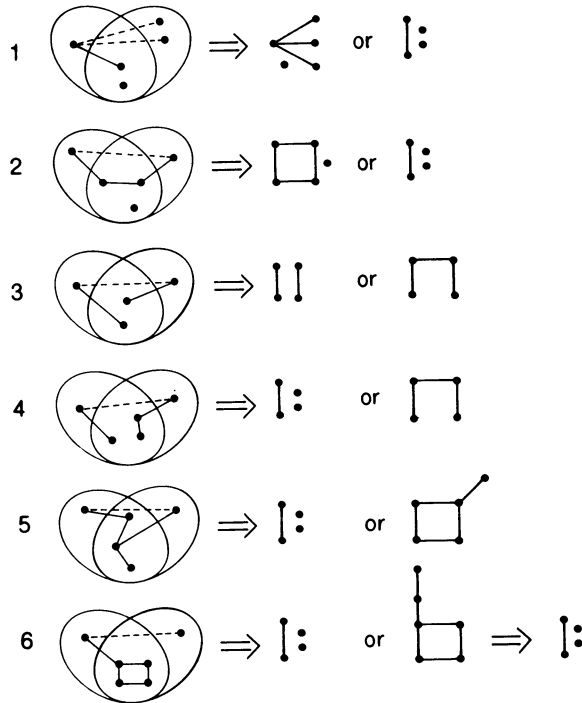 1 ⇒ or
2 ⇒ or
3 ⇒ or
4 ⇒ or
5 ⇒ or
6 ⇒ or ⇒